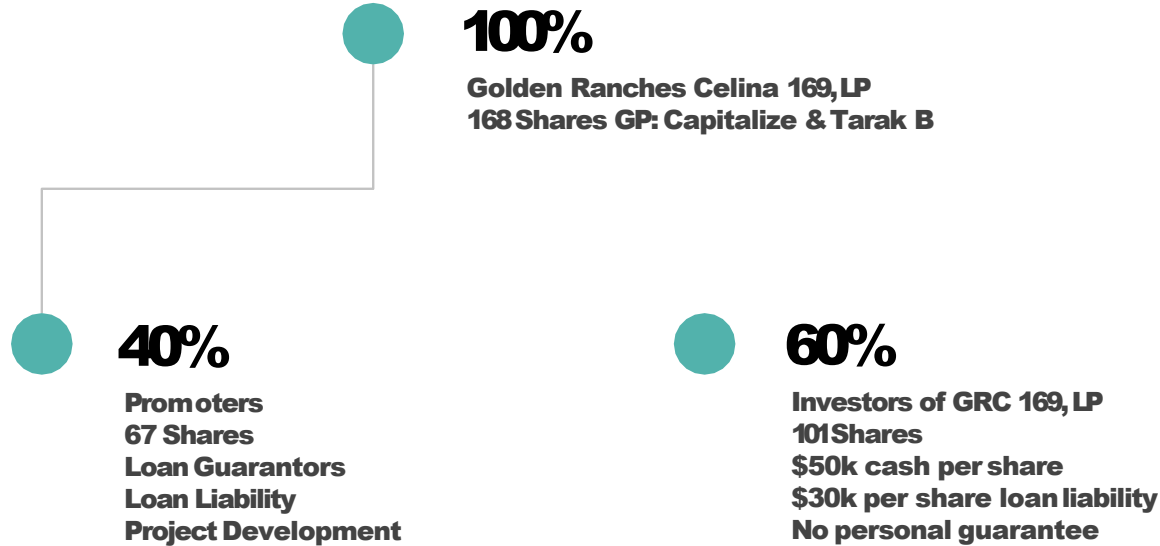 100%
Golden Ranches Celina 169, LP
168 Shares GP: Capitalize & Tarak B
40%
Promoters
67 Shares
Loan Guarantors
Loan Liability
Project Development
60%
Investors of GRC 169, LP
101 Shares
$50k cash per share
$30k per share loan liability
No personal guarantee